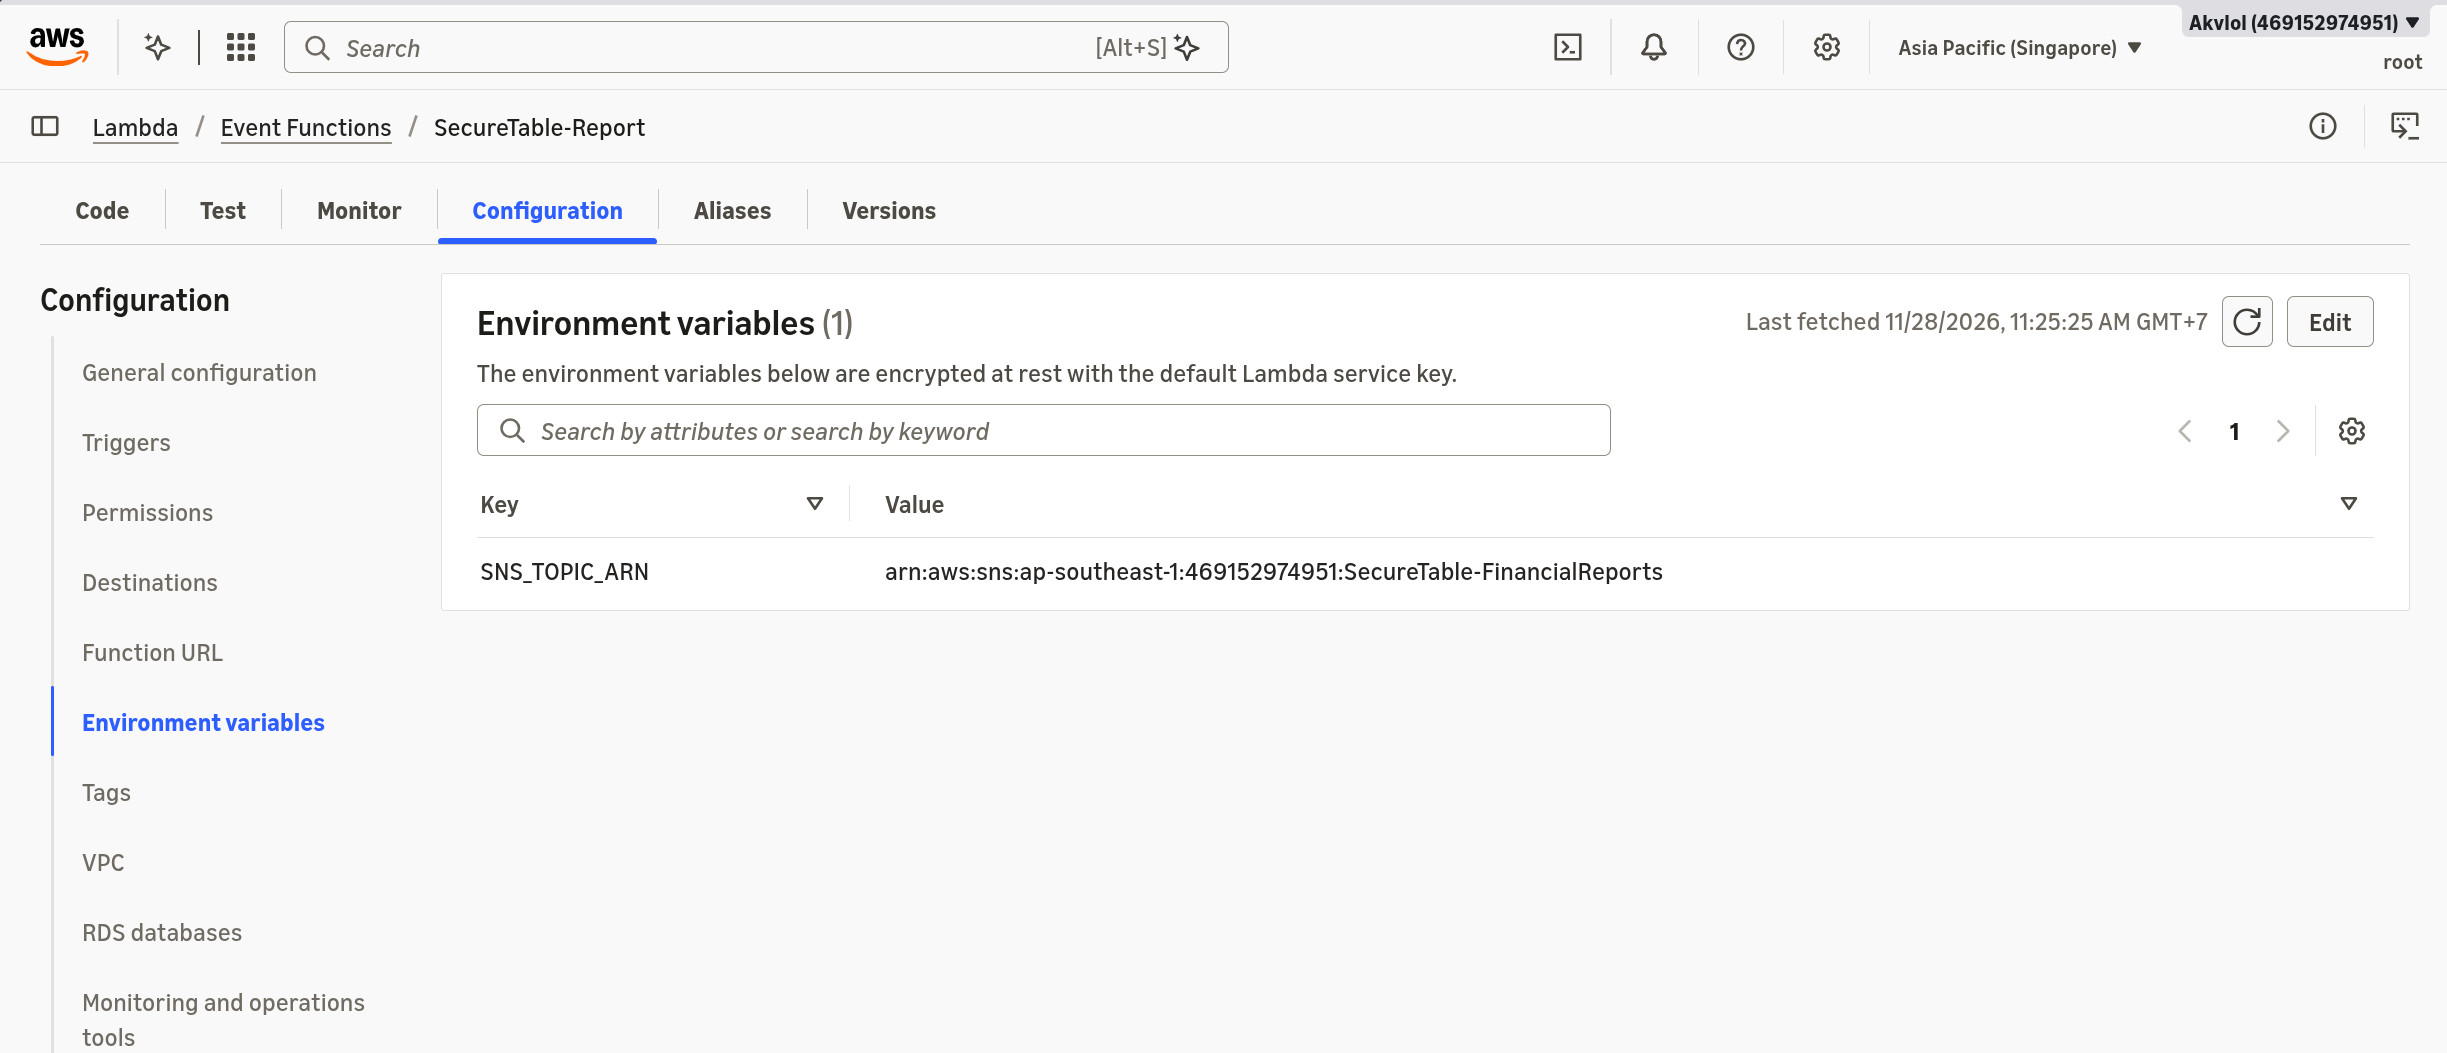 aws
Search [Alt+S]
Asia Pacific (Singapore)
Akvlol (469152974951)
root
Lambda / Event Functions / SecureTable-Report
Code
Test
Monitor
Configuration
Aliases
Versions
Configuration
General configuration
Triggers
Permissions
Destinations
Function URL
Environment variables
Tags
VPC
RDS databases
Monitoring and operations
tools
Environment variables (1)
Last fetched 11/28/2026, 11:25:25 AM GMT+7
Edit
The environment variables below are encrypted at rest with the default Lambda service key.
Search by attributes or search by keyword
1
Key Value
SNS_TOPIC_ARN arn:aws:sns:ap-southeast-1:469152974951:SecureTable-FinancialReports